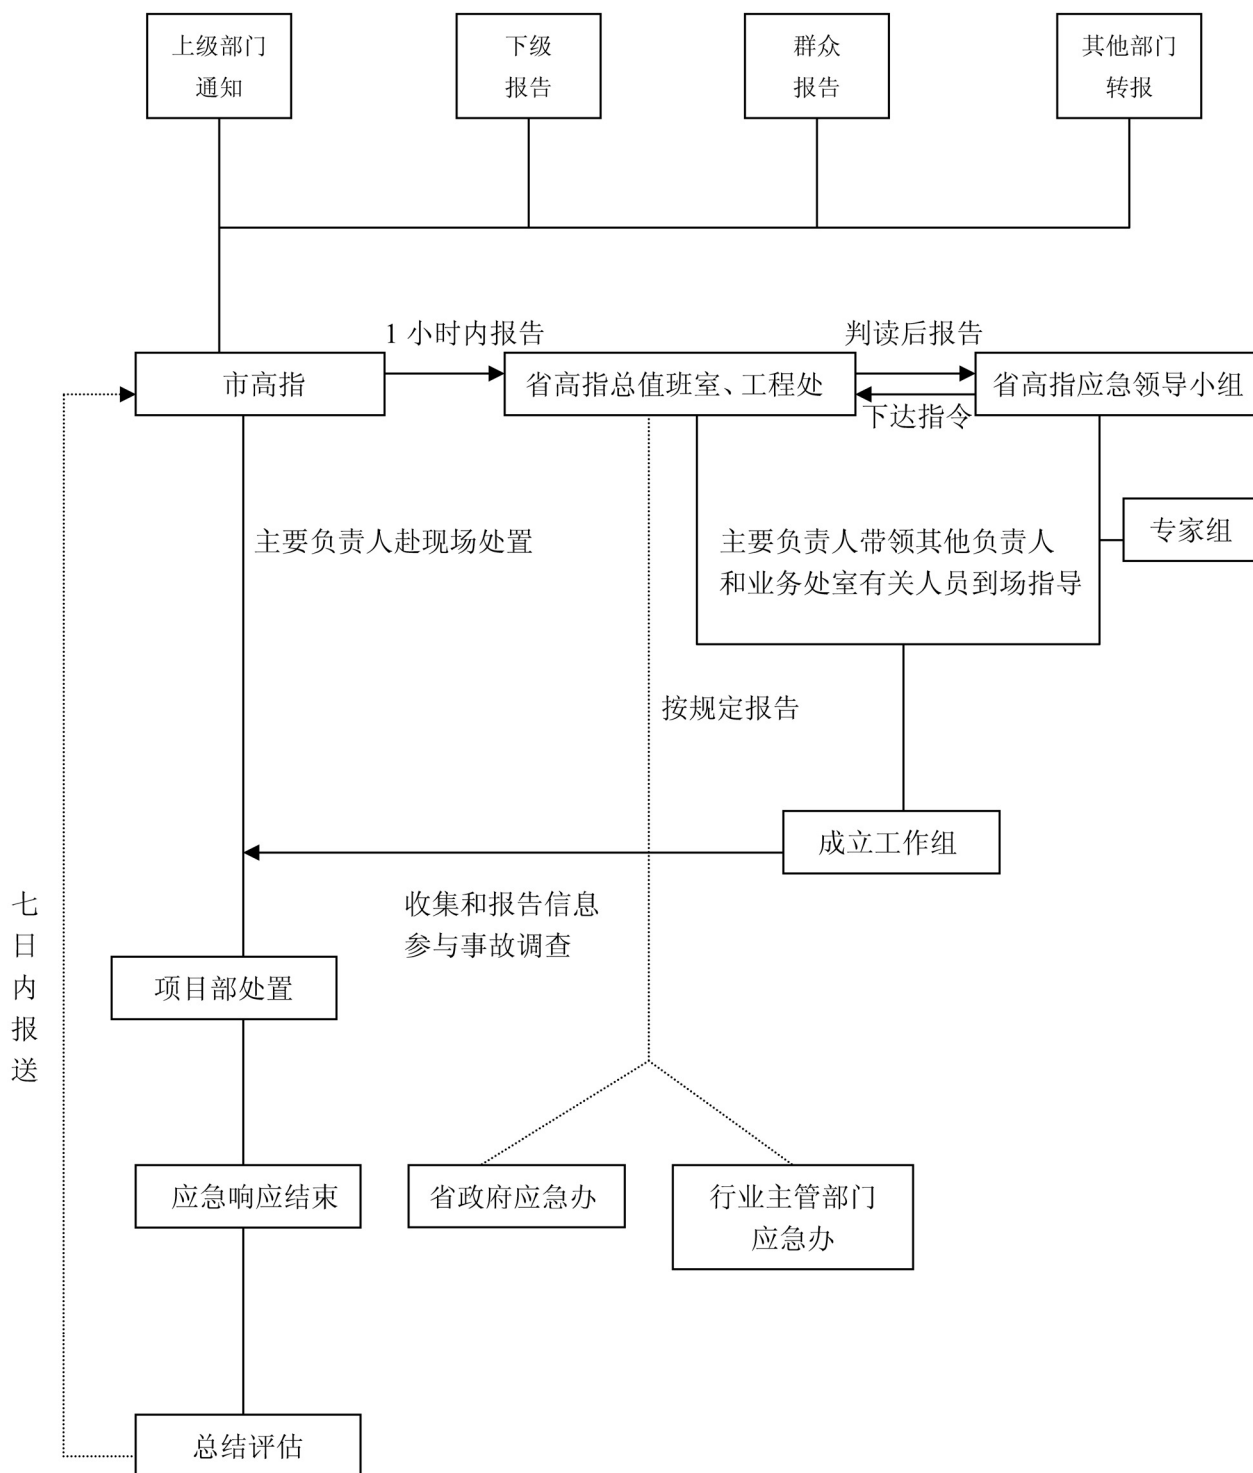 上级部门
通知
下级
报告
群众
报告
其他部门
转报
1 小时内报告
判读后报告
市高指
省高指总值班室、工程处
省高指应急领导小组
下达指令
主要负责人赴现场处置
主要负责人带领其他负责人
和业务处室有关人员到场指导
专家组
按规定报告
成立工作组
收集和报告信息
参与事故调查
七日内报送
项目部处置
应急响应结束
省政府应急办
行业主管部门
应急办
总结评估